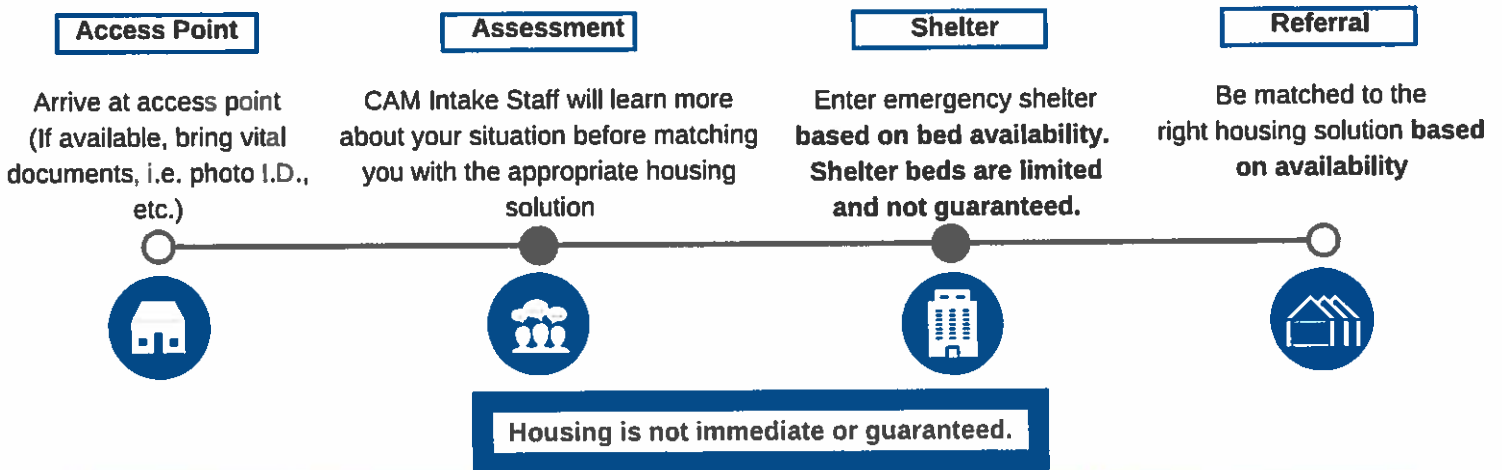 Access Point
Arrive at access point
(If available, bring vital
documents, i.e. photo I.D.,
etc.)
Assessment
CAM Intake Staff will learn more
about your situation before matching
you with the appropriate housing
solution
Shelter
Enter emergency shelter
based on bed availability.
Shelter beds are limited
and not guaranteed.
Referral
Be matched to the
right housing solution based
on availability
Housing is not immediate or guaranteed.